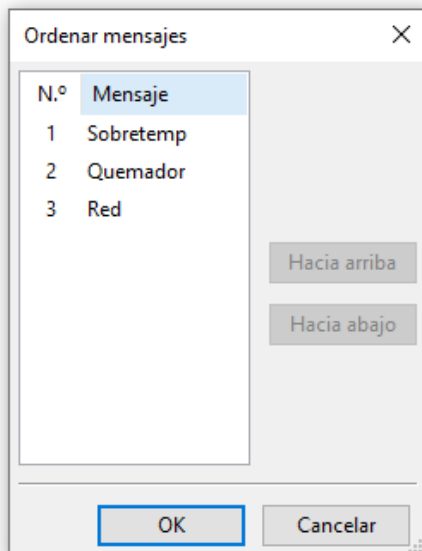 Ordenar mensajes
N.º Mensaje
1 Sobretemp
2 Quemador
3 Red
Hacia arriba
Hacia abajo
OK Cancelar